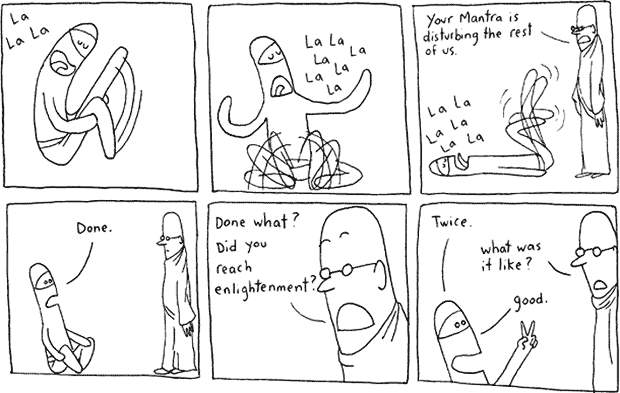 La
La La
La La
La La
La La
La
Your Mantra is
disturbing the rest
of us.
La La
La La
La La
Done.
Done what?
Did you
reach
enlightenment?
Twice.
what was
it like?
good.